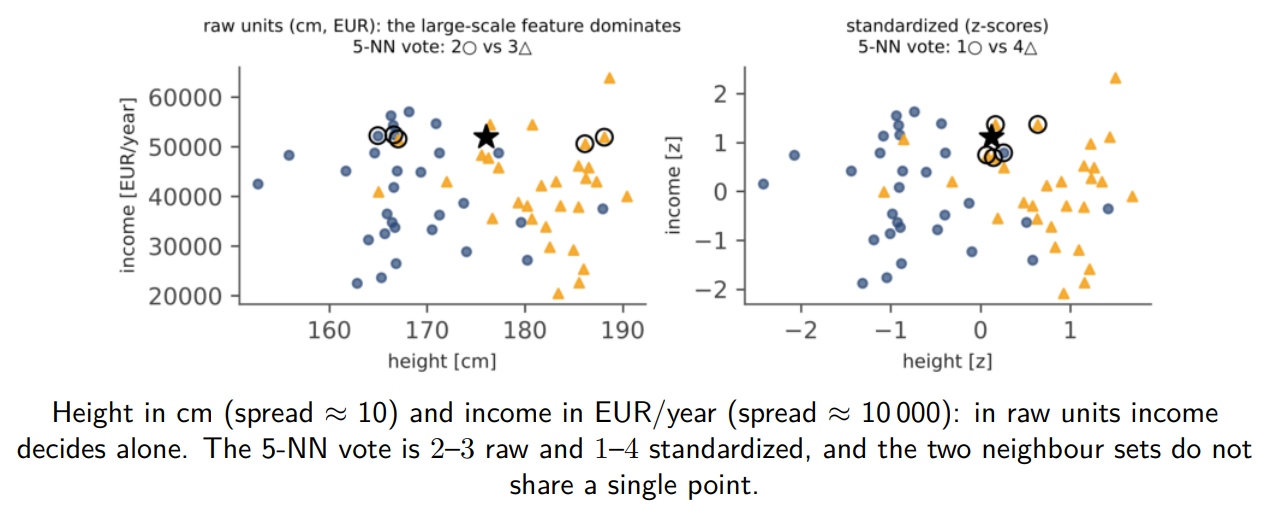 raw units (cm, EUR): the large-scale feature dominates
5-NN vote: 2○ vs 3△
income [EUR/year]
60000
50000
40000
30000
20000
160
170
180
190
height [cm]
standardized (z-scores)
5-NN vote: 1○ vs 4△
income [z]
2
1
0
−1
−2
−2
−1
0
1
height [z]
Height in cm (spread ≈ 10) and income in EUR/year (spread ≈ 10 000): in raw units income
decides alone. The 5-NN vote is 2–3 raw and 1–4 standardized, and the two neighbour sets do not
share a single point.